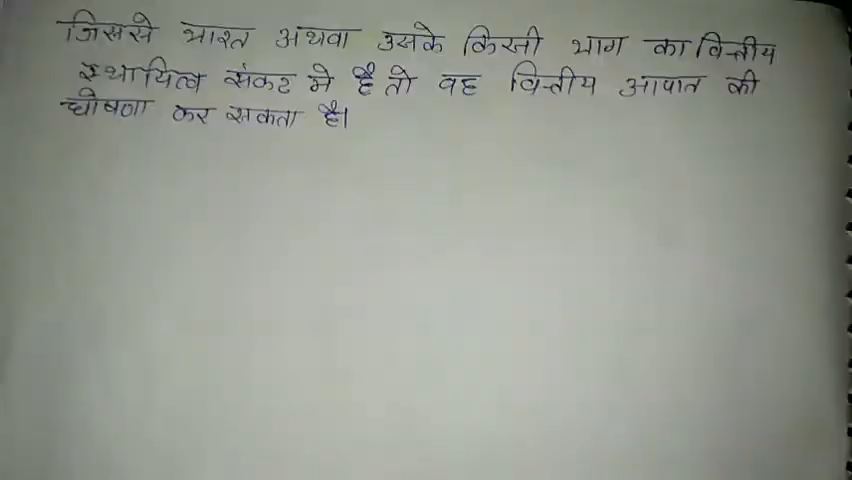 जिससे भारत अथवा उसके किसी भाग का वित्तीय
स्थायित्व संकट मे है तो वह वित्तीय आपात की
घोषणा कर सकता है।